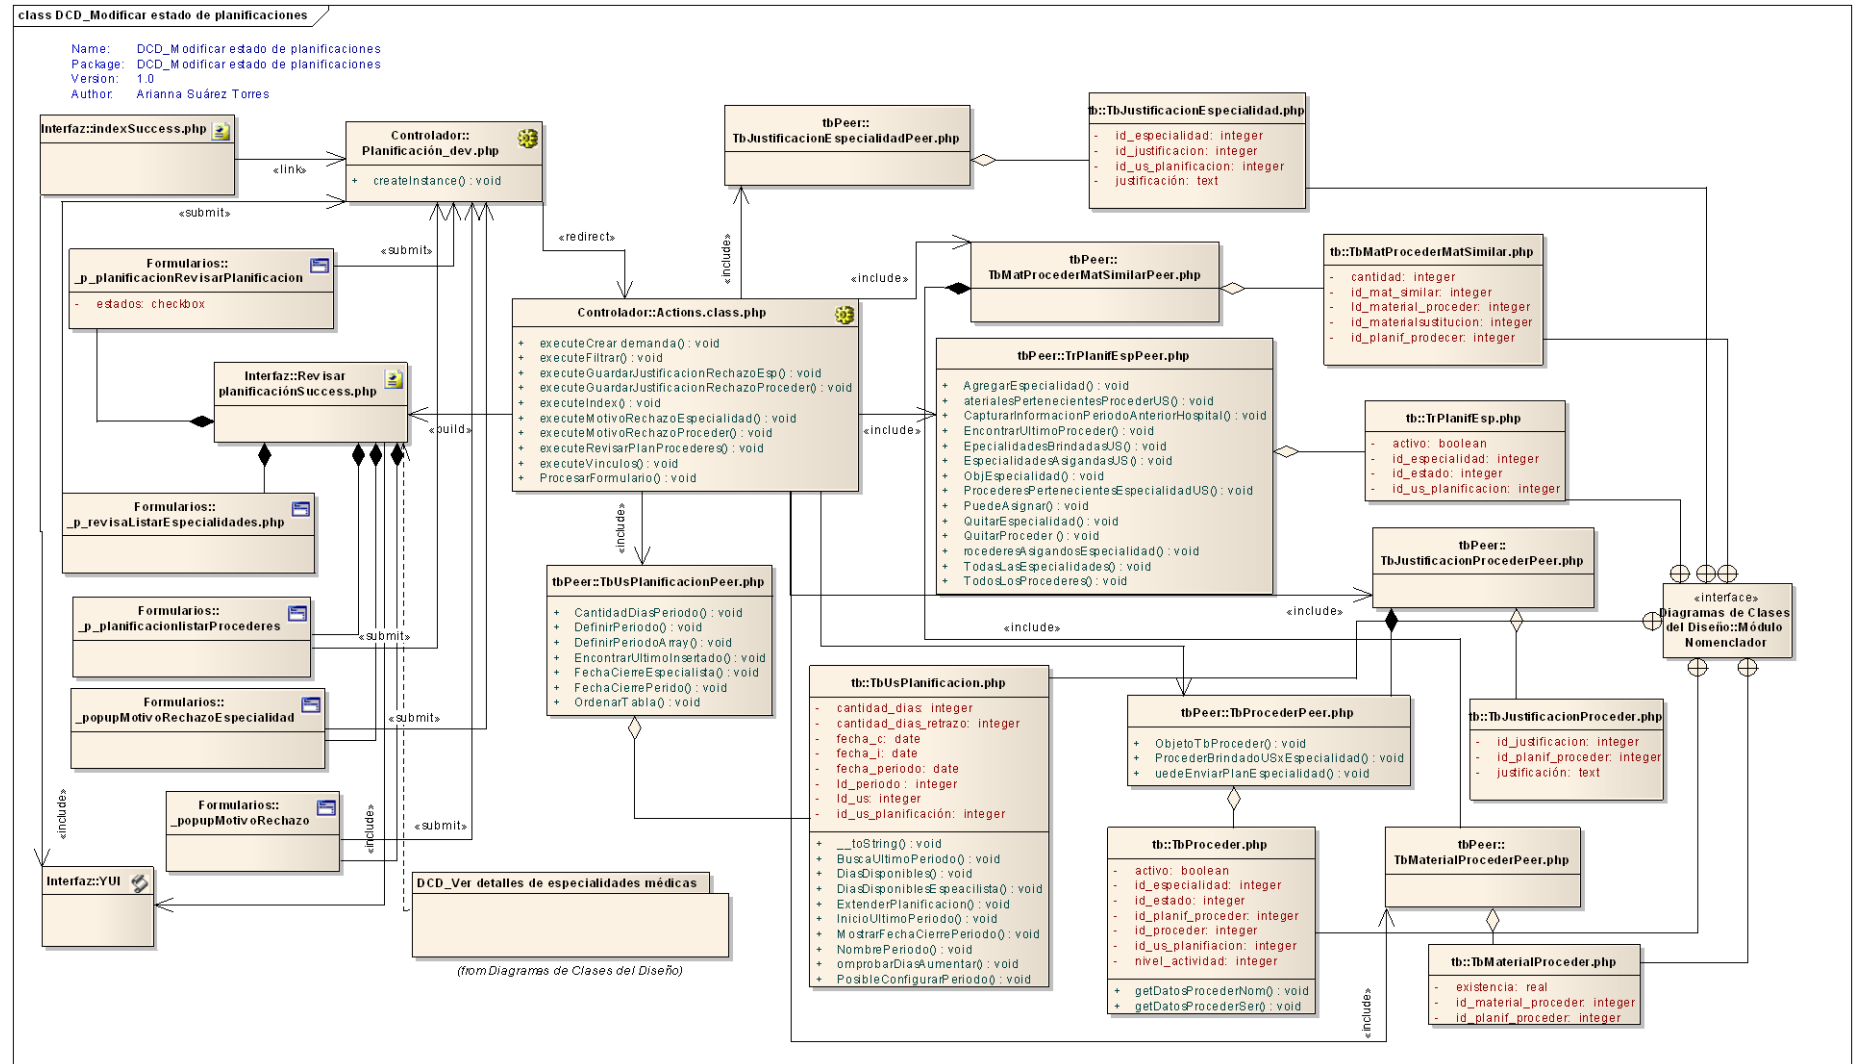 class DCD_Modificar estado de planificaciones
Name: DCD_Modificar estado de planificaciones
Package: DCD_Modificar estado de planificaciones
Version: 1.0
Author: Arianna Suárez Torres
Interfaz::indexSuccess.php
«link»
Controlador::
Planificación_dev.php
+ createInstance() : void
«submit»
«submit»
«redirect»
Formularios::
_p_planificacionRevisarPlanificacion
- estados: checkbox
Interfaz::Revisar
planificaciónSuccess.php
«build»
Formularios::
_p_revisaListarEspecialidades.php
Formularios::
_p_planificacionlistarProcederes
«submit»
Formularios::
_popupMotivoRechazoEspecialidad
«submit»
Formularios::
_popupMotivoRechazo
«submit»
«include»
«include»
Interfaz::YUI
DCD_Ver detalles de especialidades médicas
(from Diagramas de Clases del Diseño)
Controlador::Actions.class.php
+ executeCrear demanda() : void
+ executeFiltrar() : void
+ executeGuardarJustificacionRechazoEsp() : void
+ executeGuardarJustificacionRechazoProceder() : void
+ executeIndex() : void
+ executeMotivoRechazoEspecialidad() : void
+ executeMotivoRechazoProceder() : void
+ executeRevisarPlanProcederes() : void
+ executeVinculos() : void
+ ProcesarFormulario() : void
«include»
«include»
«include»
«include»
tbPeer::TbUsPlanificacionPeer.php
+ CantidadDiasPeriodo() : void
+ DefinirPeriodo() : void
+ DefinirPeriodoArray() : void
+ EncontrarUltimoInsertado() : void
+ FechaCierreEspecialista() : void
+ FechaCierrePerido() : void
+ OrdenarTabla() : void
tbPeer::
TbJustificacionEspecialidadPeer.php
tb::TbJustificacionEspecialidad.php
- id_especialidad: integer
- id_justificacion: integer
- id_us_planificacion: integer
- justificación: text
tbPeer::
TbMatProcederMatSimilarPeer.php
tb::TbMatProcederMatSimilar.php
- cantidad: integer
- id_mat_similar: integer
- Id_material_proceder: integer
- id_materialsustitucion: integer
- id_planif_prodecer: integer
tbPeer::TrPlanifEspPeer.php
+ AgregarEspecialidad() : void
+ aterialesPertenecientesProcederUS() : void
+ CapturarInformacionPeriodoAnteriorHospital() : void
+ EncontrarUltimoProceder() : void
+ EpecialidadesBrindadasUS() : void
+ EspecialidadesAsigandasUS() : void
+ ObjEspecialidad() : void
+ ProcederesPertenecientesEspecialidadUS() : void
+ PuedeAsignar() : void
+ QuitarEspecialidad() : void
+ QuitarProceder () : void
+ rocederesAsigandosEspecialidad() : void
+ TodasLasEspecialidades() : void
+ TodosLosProcederes() : void
tb::TrPlanifEsp.php
- activo: boolean
- id_especialidad: integer
- id_estado: integer
- id_us_planificacion: integer
tbPeer::
TbJustificacionProcederPeer.php
«include»
«include»
«interface»
Diagramas de Clases
del Diseño::Módulo
Nomenclador
tb::TbUsPlanificacion.php
- cantidad_dias: integer
- cantidad_dias_retrazo: integer
- fecha_c: date
- fecha_i: date
- fecha_periodo: date
- Id_periodo : integer
- Id_us: integer
- id_us_planificación: integer
+ __toString() : void
+ BuscaUltimoPeriodo() : void
+ DiasDisponibles() : void
+ DiasDisponiblesEspeacilista() : void
+ ExtenderPlanificacion() : void
+ InicioUltimoPeriodo() : void
+ MostrarFechaCierrePeriodo() : void
+ NombrePeriodo() : void
+ omprobarDiasAumentar() : void
+ PosibleConfigurarPeriodo() : void
tbPeer::TbProcederPeer.php
+ ObjetoTbProceder() : void
+ ProcederBrindadoUSxEspecialidad() : void
+ uedeEnviarPlanEspecialidad() : void
tb::TbJustificacionProceder.php
- id_justificacion: integer
- id_planif_proceder: integer
- justificación: text
tb::TbProceder.php
- activo: boolean
- id_especialidad: integer
- id_estado: integer
- id_planif_proceder: integer
- id_proceder: integer
- id_us_planifiacion: integer
- nivel_actividad: integer
+ getDatosProcederNom() : void
+ getDatosProcederSer() : void
tbPeer::
TbMaterialProcederPeer.php
«include»
tb::TbMaterialProceder.php
- existencia: real
- id_material_proceder: integer
- id_planif_proceder: integer